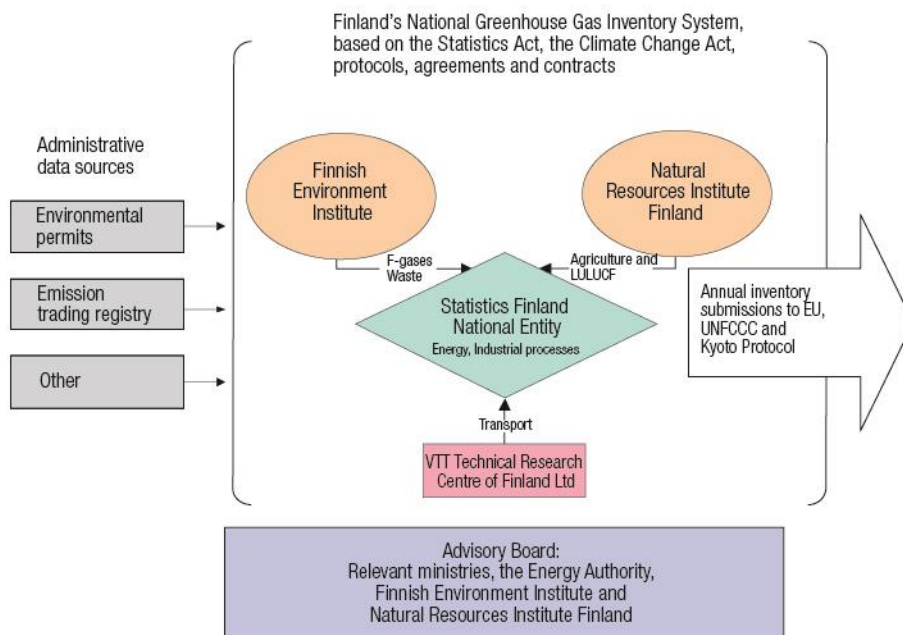 Finland's National Greenhouse Gas Inventory System,
based on the Statistics Act, the Climate Change Act,
protocols, agreements and contracts
Administrative
data sources
Environmental
permits
Emission
trading registry
Other
Finnish
Environment
Institute
Natural
Resources Institute
Finland
F-gases
Waste
Agriculture and
LULUCF
Statistics Finland
National Entity
Energy, Industrial processes
Transport
VTT Technical Research
Centre of Finland Ltd
Annual inventory
submissions to EU,
UNFCCC and
Kyoto Protocol
Advisory Board:
Relevant ministries, the Energy Authority,
Finnish Environment Institute and
Natural Resources Institute Finland